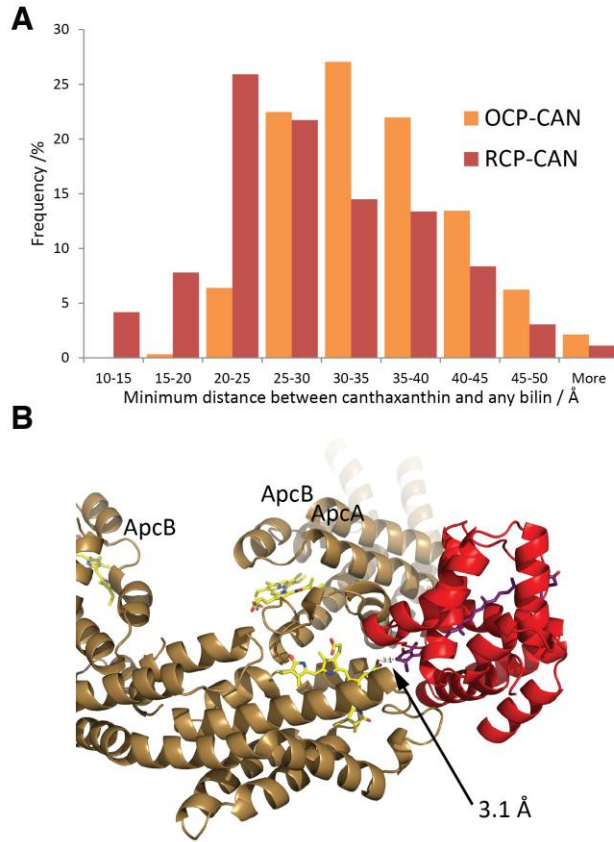 A
30
25
20
15
10
5
0
Frequency /%
OCP-CAN
RCP-CAN
10-15 15-20 20-25 25-30 30-35 35-40 40-45 45-50 More
Minimum distance between canthaxanthin and any bilin / Å
B
ApcB
ApcB
ApcA
3.1
3.1 Å